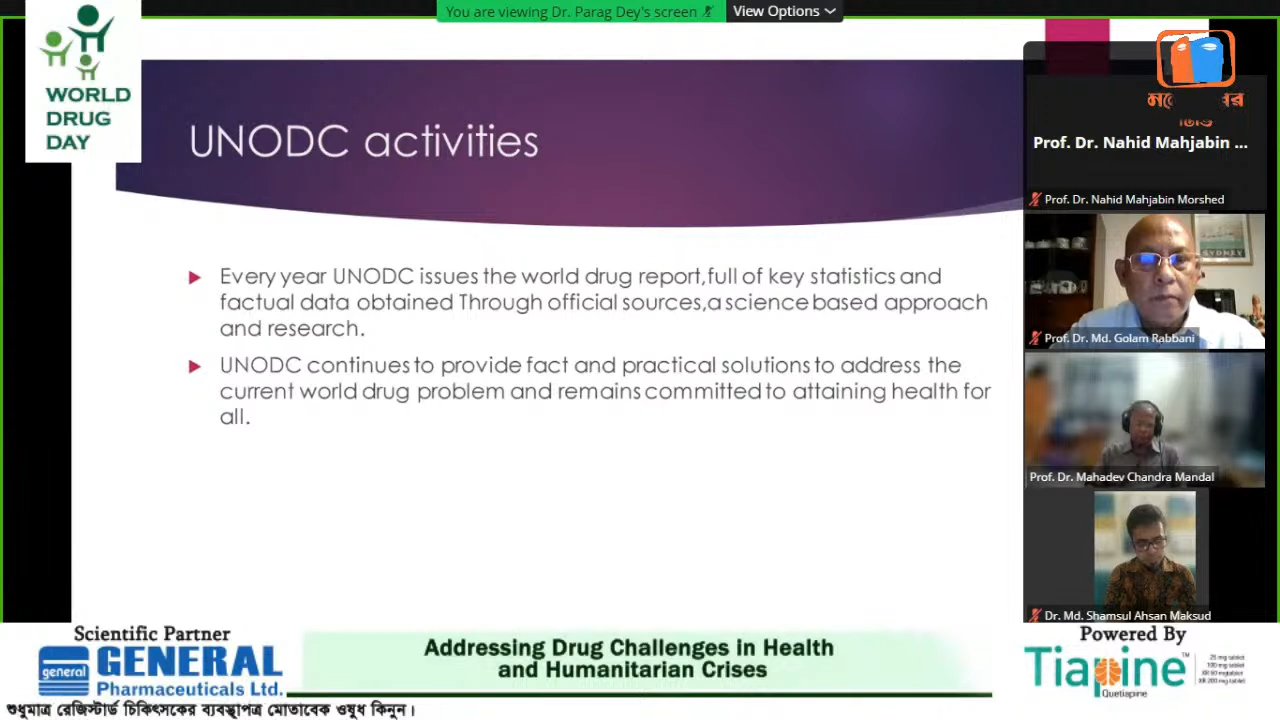 You are viewing Dr. Parag Dey's screen
View Options
WORLD
DRUG
DAY
UNODC activities
Every year UNODC issues the world drug report,full of key statistics and
factual data obtained Through official sources,a science based approach
and research.
UNODC continues to provide fact and practical solutions to address the
current world drug problem and remains committed to attaining health for
all.
Prof. Dr. Nahid Mahjabin ...
Prof. Dr. Nahid Mahjabin Morshed
SYDNEY
Prof. Dr. Md. Golam Rabbani
Prof. Dr. Mahadev Chandra Mandal
Dr. Md. Shamsul Ahsan Maksud
Scientific Partner
general
GENERAL
Pharmaceuticals Ltd.
শুধুমাত্র রেজিস্টার্ড চিকিৎসকের ব্যবস্থাপত্র মোতাবেক ওষুধ কিনুন।
Addressing Drug Challenges in Health
and Humanitarian Crises
Powered By
Tiapine™
Quetiapine
25 mg tablet
100 mg tablet
XR 50 mg tablet
XR 200 mg tablet